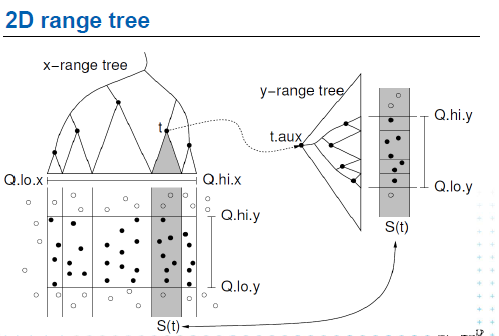 2D range tree
x-range tree
y-range tree
t
t.aux
Q.hi.y
Q.lo.y
Q.lo.x
Q.hi.x
Q.hi.y
Q.lo.y
S(t)
S(t)